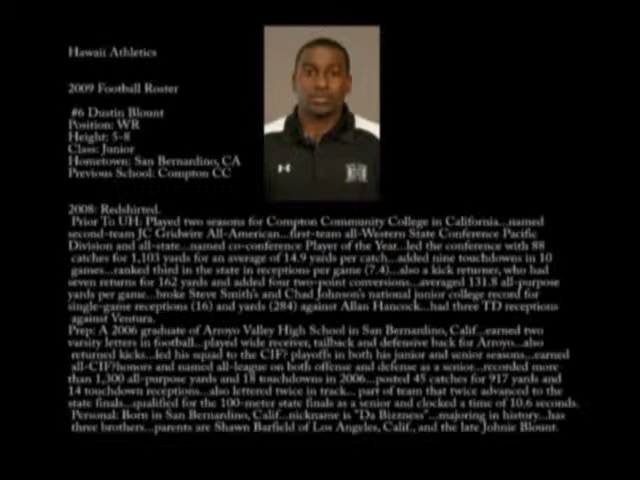 Hawaii Athletics
2009 Football Roster
#6 Dustin Blount
Position: WR
Height: 5-8
Class: Junior
Hometown: San Bernardino, CA
Previous School: Compton CC
2008: Redshirted.
Prior To UH: Played two seasons for Compton Community College in California...named
second-team JC Gridwire All-American...first-team all-Western State Conference Pacific
Division and all-state...named co-conference Player of the Year...led the conference with 88
catches for 1,103 yards for an average of 14.9 yards per catch...added nine touchdowns in 10
games...ranked third in the state in receptions per game (7.4)...also a kick returner, who had
seven returns for 162 yards and added four two point conversions...averaged 131.8 all-purpose
yards per game...broke Steve Smith's and Chad Johnson's national junior college record for
single-game receptions (16) and yards (284) against Allan Hancock...had three TD receptions
against Ventura.
Prep: A 2006 graduate of Arroyo Valley High School in San Bernardino, Calif...earned two
varsity letters in football...played wide receiver, tailback and defensive back for Arroyo...also
returned kicks...led his squad to the CIF? playoffs in both his junior and senior seasons...earned
all-CIF?honors and named all-league on both offense and defense as a senior...recorded more
than 1,300 all-purpose yards and 18 touchdowns in 2006...posted 45 catches for 917 yards and
14 touchdown receptions...also lettered twice in track... part of team that twice advanced to the
state finals...qualified for the 100-meter state finals as a senior and clocked a time of 10.6 seconds.
Personal: Born in San Bernardino, Calif...nickname is "Da Bizzness"...majoring in history...has
three brothers...parents are Shawn Barfield of Los Angeles, Calif., and the late Johnie Blount.